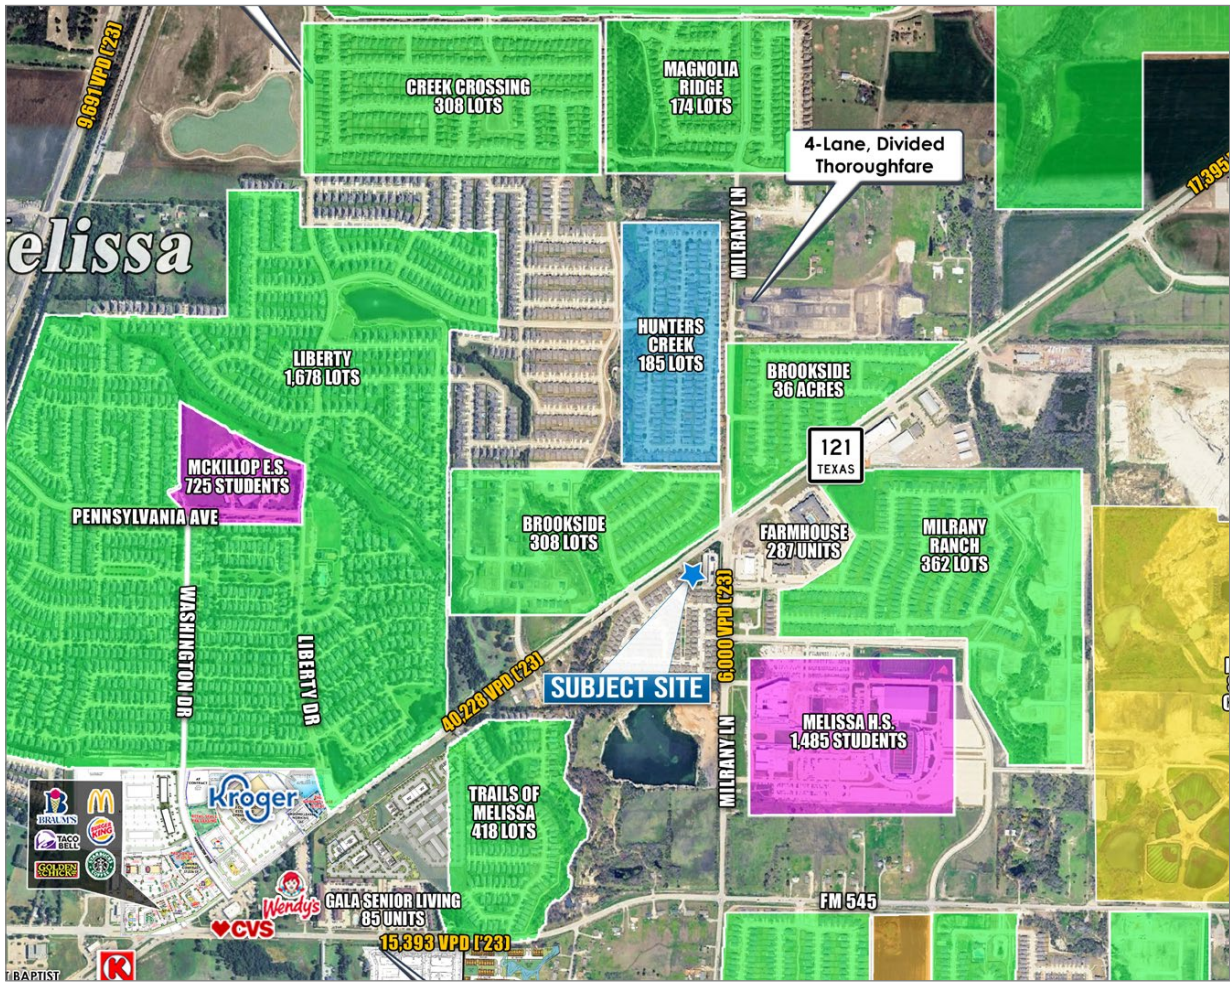 9,691 VPD ('23)
CREEK CROSSING
308 LOTS
MAGNOLIA
RIDGE
174 LOTS
4-Lane, Divided
Thoroughfare
17,395
elissa
MILRANY LN
HUNTERS
CREEK
185 LOTS
LIBERTY
1,678 LOTS
BROOKSIDE
36 ACRES
121
TEXAS
MCKILLOP E.S.
725 STUDENTS
PENNSYLVANIA AVE
BROOKSIDE
308 LOTS
FARMHOUSE
287 UNITS
MILRANY
RANCH
362 LOTS
WASHINGTON DR
LIBERTY DR
6,000 VPD ('23)
40,228 VPD ('23)
SUBJECT SITE
MELISSA H.S.
1,485 STUDENTS
MILRANY LN
TRAILS OF
MELISSA
418 LOTS
Kroger
BRAUM'S
BURGER
KING
TACO
BELL
GOLDEN
CHICK
Wendy's
CVS
GALA SENIOR LIVING
85 UNITS
FM 545
15,393 VPD ('23)
K
T BAPTIST